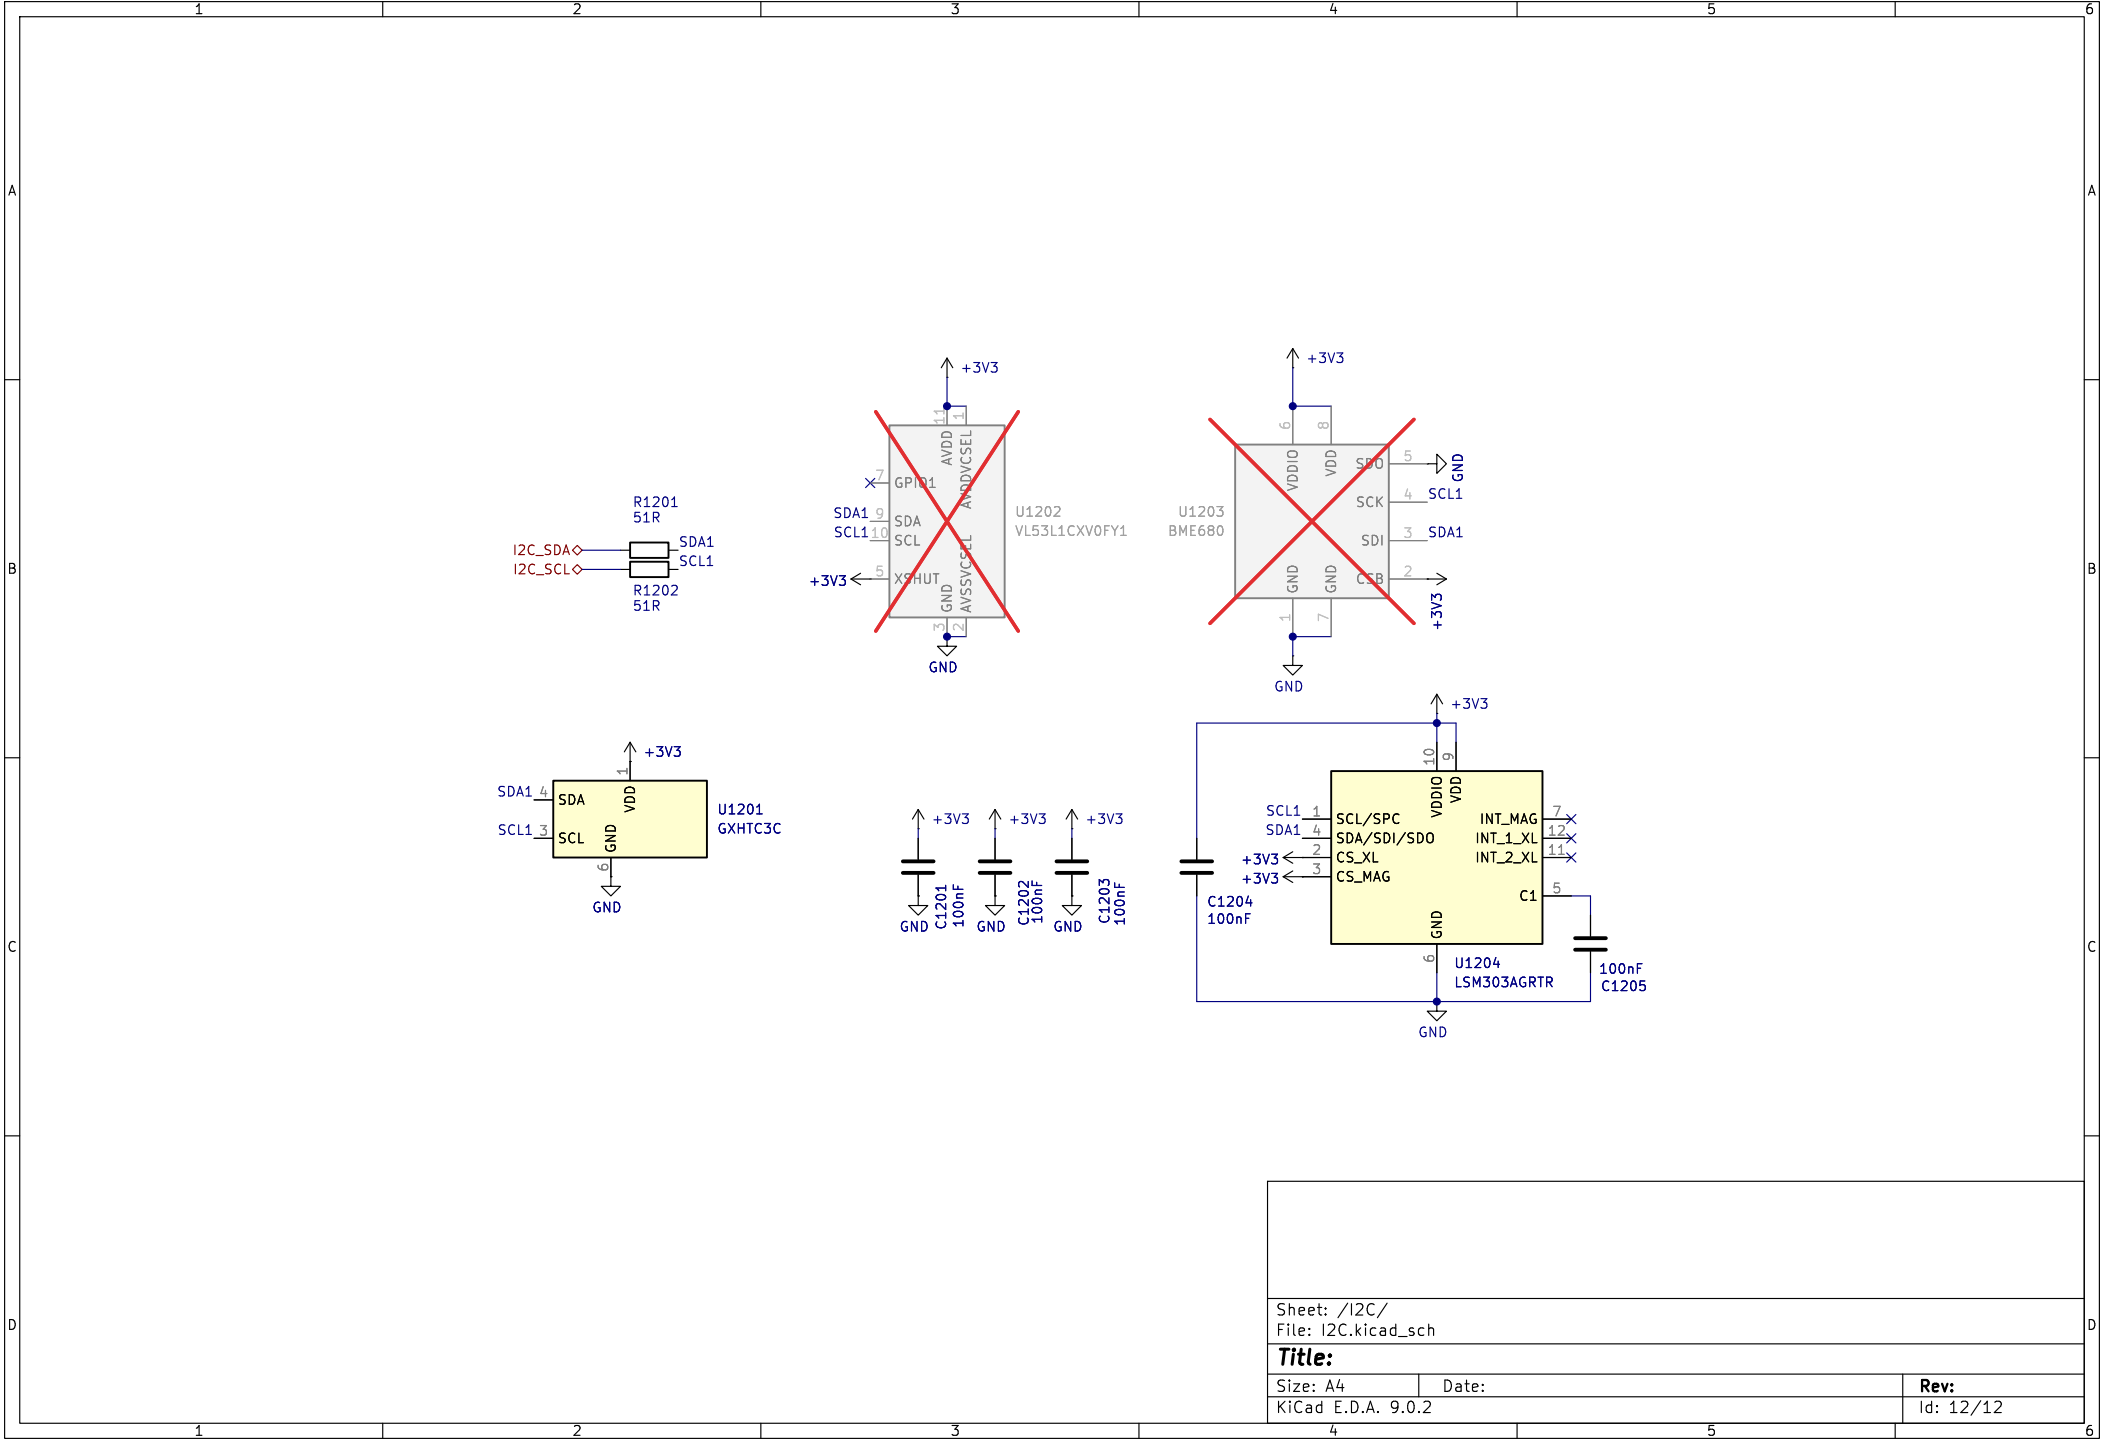 1 2 3 4 5 6
A A
B B
C C
D D
+3V3
11 1
AVDD
AVDDVCSEL
7 GPIO1
SDA1 9 SDA
SCL1 10 SCL
+3V3 5 XSHUT
GND
AVSSVCSEL
3 2
GND
U1202
VL53L1CXV0FY1
+3V3
6 8
VDDIO
VDD
SDO 5 GND
SCK 4 SCL1
SDI 3 SDA1
CSB 2 +3V3
GND
GND
1 7
GND
U1203
BME680
R1201
51R
I2C_SDA SDA1
I2C_SCL SCL1
R1202
51R
+3V3
1
VDD
SDA1 4 SDA
SCL1 3 SCL
GND
6
GND
U1201
GXHTC3C
+3V3
+3V3
+3V3
C1201
100nF
C1202
100nF
C1203
100nF
GND
GND
GND
+3V3
10 9
VDDIO
VDD
SCL1 1 SCL/SPC
SDA1 4 SDA/SDI/SDO
+3V3 2 CS_XL
+3V3 3 CS_MAG
INT_MAG 7
INT_1_XL 12
INT_2_XL 11
C1 5
GND
6
C1204
100nF
U1204
LSM303AGRTR
100nF
C1205
GND
Sheet: /I2C/
File: I2C.kicad_sch
Title:
Size: A4 Date: Rev:
KiCad E.D.A. 9.0.2 Id: 12/12
1 2 3 4 5 6